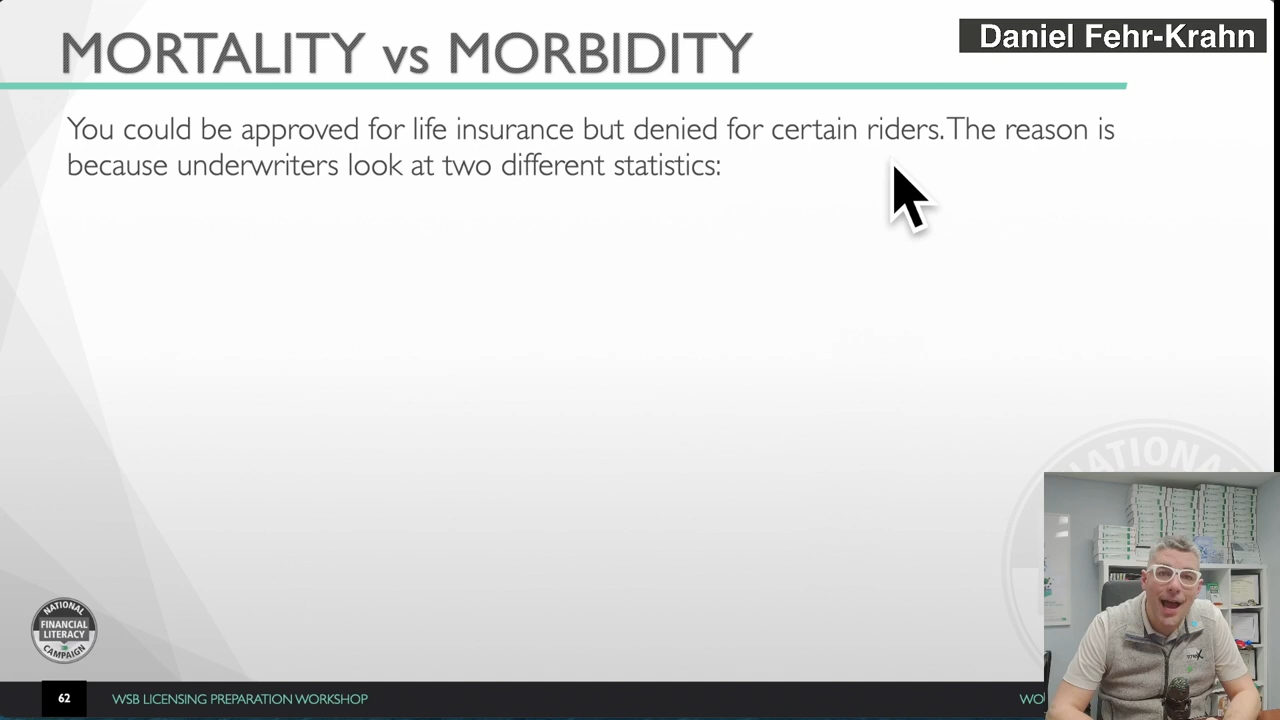 MORTALITY vs MORBIDITY
Daniel Fehr-Krahn
You could be approved for life insurance but denied for certain riders. The reason is
because underwriters look at two different statistics:
NATIONAL
NATIONAL
FINANCIAL
LITERACY
CAMPAIGN
62
WSB LICENSING PREPARATION WORKSHOP